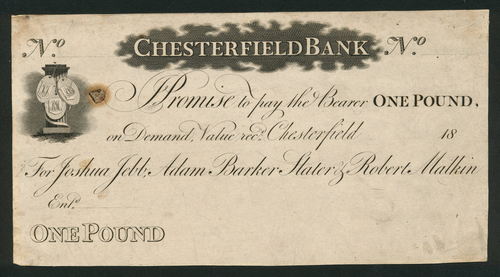 No. CHESTERFIELD BANK No.
Promise to pay the Bearer ONE POUND,
on Demand, Value recd. Chesterfield 18
For Joshua Jebb, Adam Barker Slater & Robert Malkin
Entd.
ONE POUND